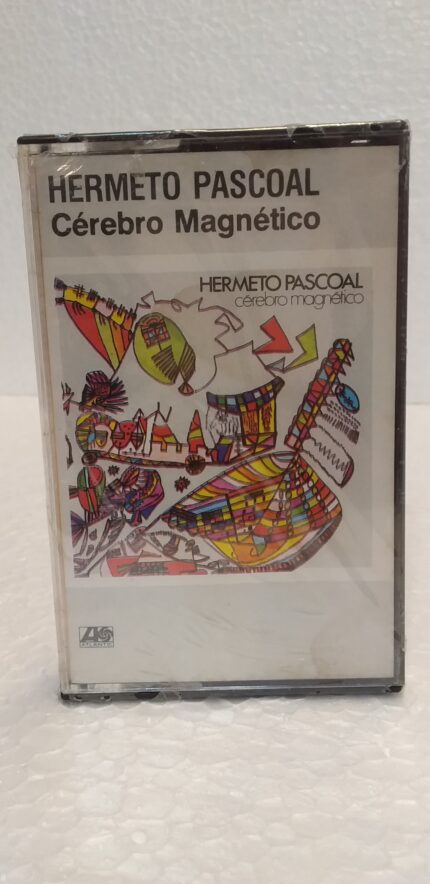 HERMETO PASCOAL
Cérebro Magnético
HERMETO PASCOAL
cérebro magnético
ATLANTIC